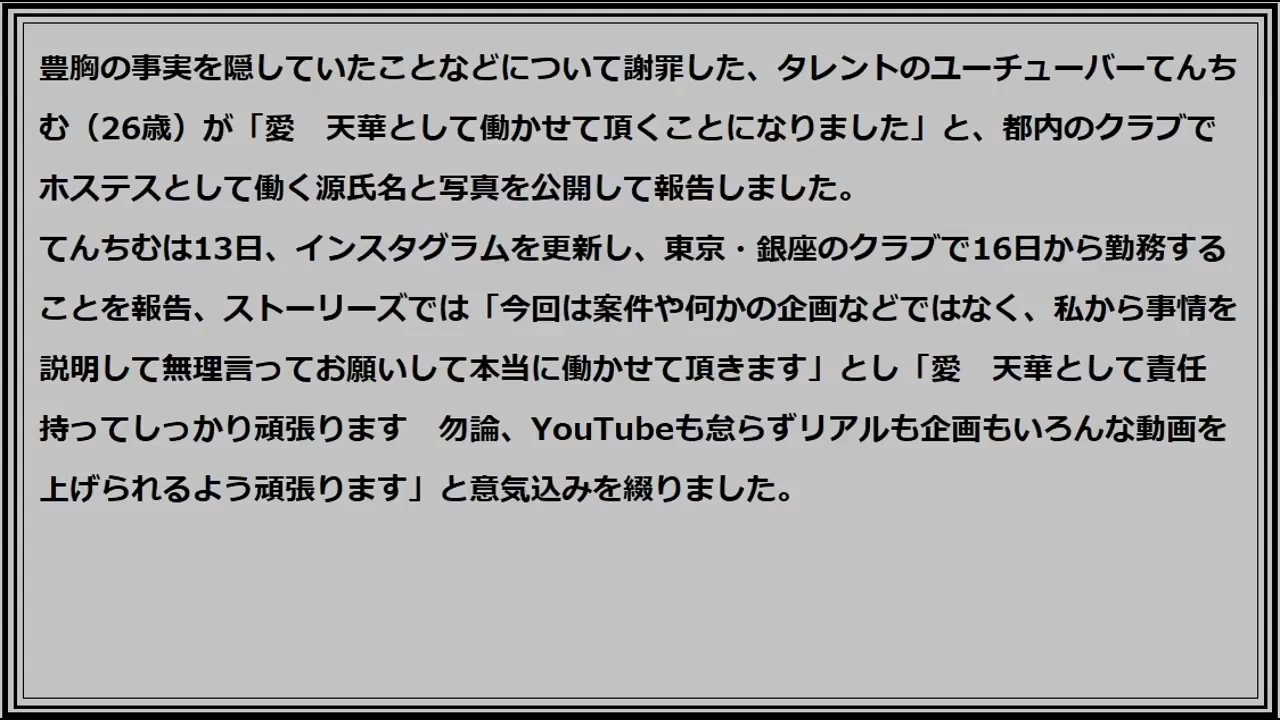 豊胸の事実を隠していたことなどについて謝罪した、タレントのユーチューバーてんち
む（26歳）が「愛　天華として働かせて頂くことになりました」と、都内のクラブで
ホステスとして働く源氏名と写真を公開して報告しました。
てんちむは13日、インスタグラムを更新し、東京・銀座のクラブで16日から勤務する
ことを報告、ストーリーズでは「今回は案件や何かの企画などではなく、私から事情を
説明して無理言ってお願いして本当に働かせて頂きます」とし「愛　天華として責任
持ってしっかり頑張ります　勿論、YouTubeも怠らずリアルも企画もいろんな動画を
上げられるよう頑張ります」と意気込みを綴りました。